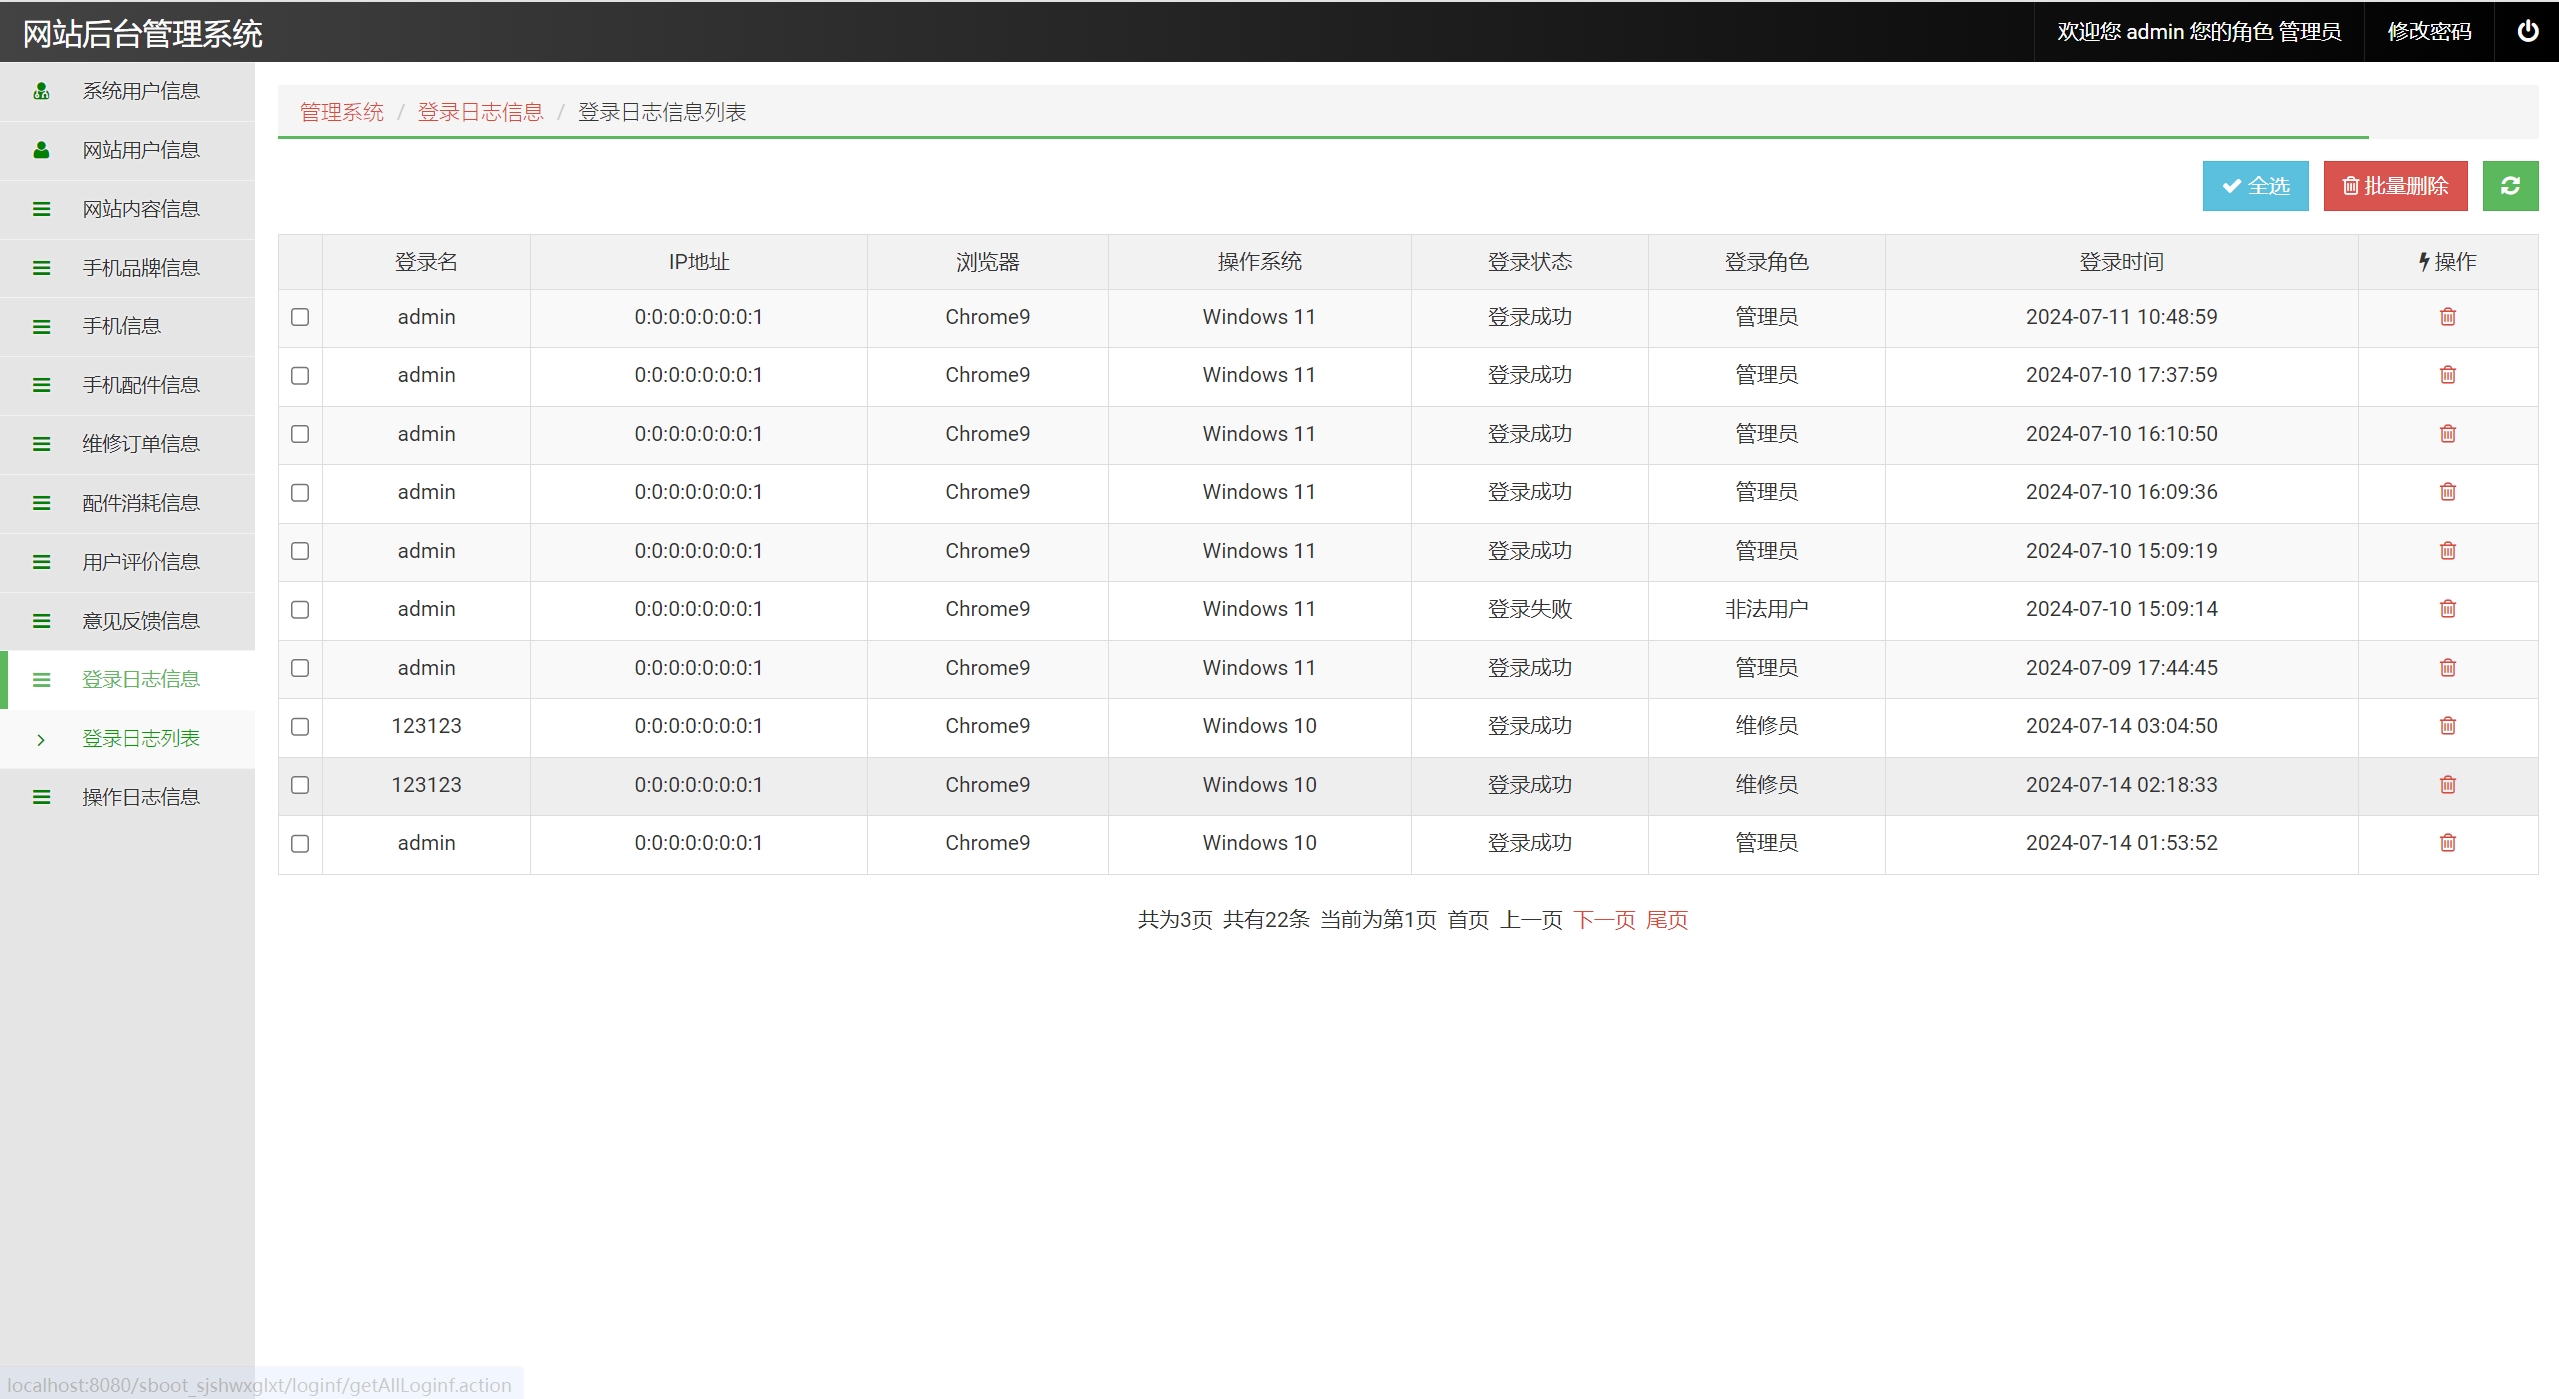 网站后台管理系统
欢迎您 admin 您的角色 管理员
修改密码
系统用户信息
网站用户信息
网站内容信息
手机品牌信息
手机信息
手机配件信息
维修订单信息
配件消耗信息
用户评价信息
意见反馈信息
登录日志信息
登录日志列表
操作日志信息
管理系统 / 登录日志信息 / 登录日志信息列表
全选 批量删除
登录名 IP地址 浏览器 操作系统 登录状态 登录角色 登录时间 操作
admin 0:0:0:0:0:0:0:1 Chrome9 Windows 11 登录成功 管理员 2024-07-11 10:48:59
admin 0:0:0:0:0:0:0:1 Chrome9 Windows 11 登录成功 管理员 2024-07-10 17:37:59
admin 0:0:0:0:0:0:0:1 Chrome9 Windows 11 登录成功 管理员 2024-07-10 16:10:50
admin 0:0:0:0:0:0:0:1 Chrome9 Windows 11 登录成功 管理员 2024-07-10 16:09:36
admin 0:0:0:0:0:0:0:1 Chrome9 Windows 11 登录成功 管理员 2024-07-10 15:09:19
admin 0:0:0:0:0:0:0:1 Chrome9 Windows 11 登录失败 非法用户 2024-07-10 15:09:14
admin 0:0:0:0:0:0:0:1 Chrome9 Windows 11 登录成功 管理员 2024-07-09 17:44:45
123123 0:0:0:0:0:0:0:1 Chrome9 Windows 10 登录成功 维修员 2024-07-14 03:04:50
123123 0:0:0:0:0:0:0:1 Chrome9 Windows 10 登录成功 维修员 2024-07-14 02:18:33
admin 0:0:0:0:0:0:0:1 Chrome9 Windows 10 登录成功 管理员 2024-07-14 01:53:52
共为3页 共有22条 当前为第1页 首页 上一页 下一页 尾页
localhost:8080/sboot_sjshwxglxt/loginf/getAllLoginf.action